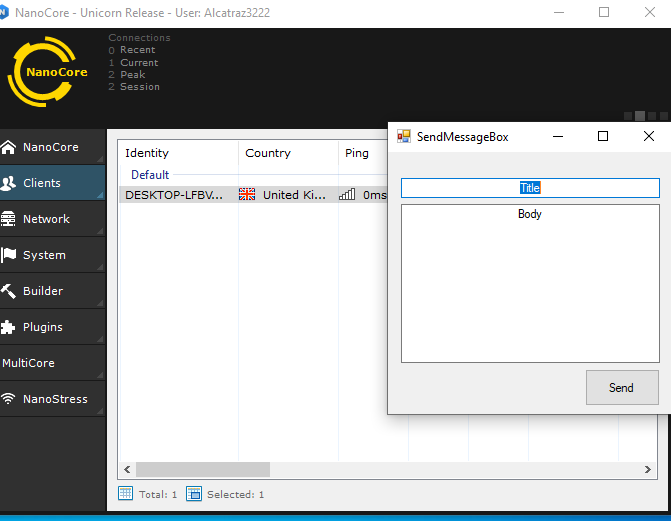 NanoCore - Unicorn Release - User: Alcatraz3222
NanoCore
Connections
0 Recent
1 Current
2 Peak
2 Session
NanoCore
Clients
Network
System
Builder
Plugins
MultiCore
NanoStress
Identity Country Ping
Default
DESKTOP-LFBV... United Ki... 0ms
Total: 1 Selected: 1
SendMessageBox
Title
Body
Send